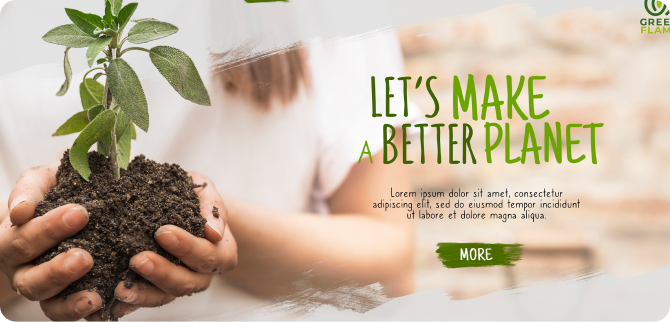 GREE
FLAM
LET'S MAKE
A BETTER PLANET
Lorem ipsum dolor sit amet, consectetur
adipiscing elit, sed do eiusmod tempor incididunt
ut labore et dolore magna aliqua.
MORE